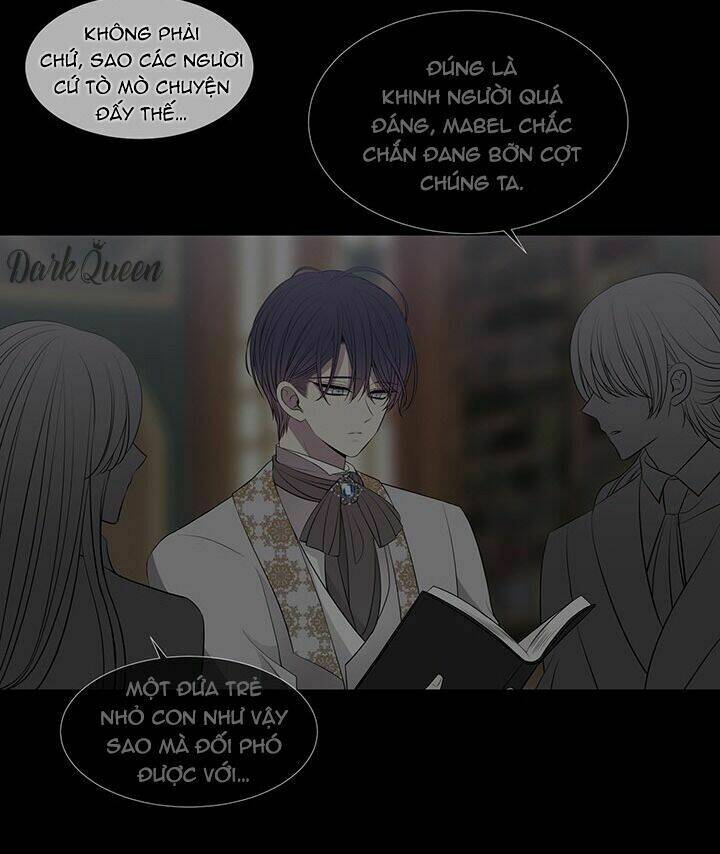 KHÔNG PHẢI
CHỨ, SAO CÁC NGƯƠI
CỨ TÒ MÒ CHUYỆN
ĐẤY THẾ...
ĐÚNG LÀ
KHINH NGƯỜI QUÁ
ĐÁNG, MABEL CHẮC
CHẮN ĐANG BỠN CỢT
CHÚNG TA.
Dark Queen
MỘT ĐỨA TRẺ
NHỎ CON NHƯ VẬY
SAO MÀ ĐỐI PHÓ
ĐƯỢC VỚI...